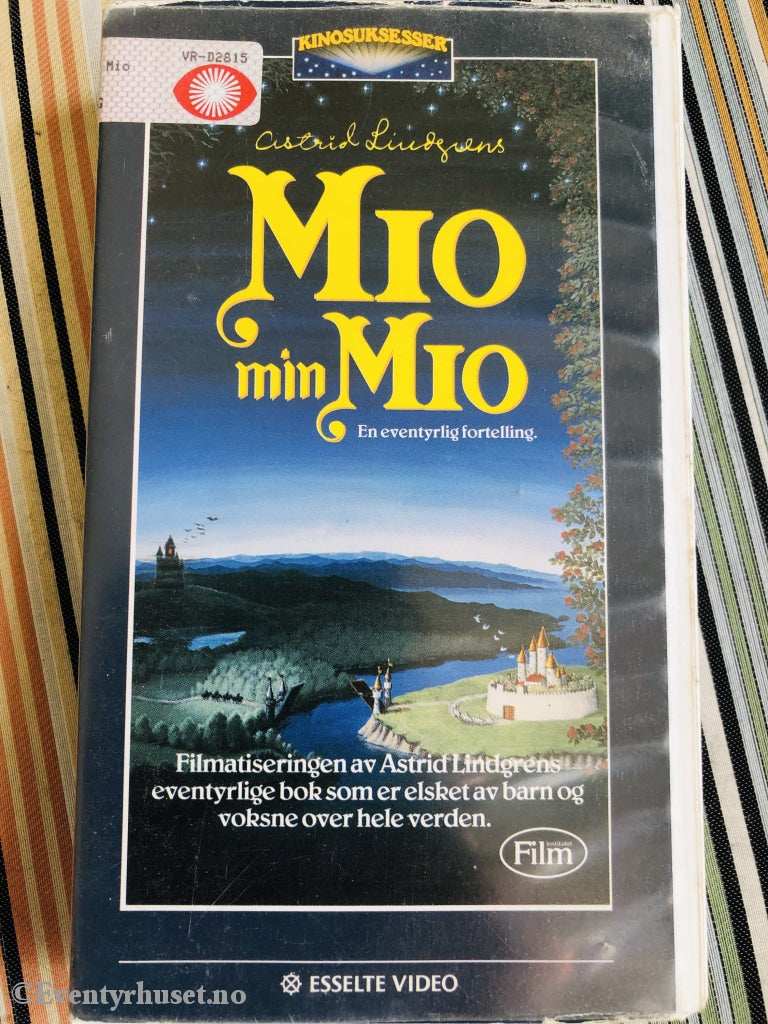 KINOSUKSESSER
VR-D2815
Mio
Astrid Lindgrens
MIO
min MIO
En eventyrlig fortelling.
Filmatiseringen av Astrid Lindgrens
eventyrlige bok som er elsket av barn og
voksne over hele verden.
institutet
Film
ESSELTE VIDEO
©Eventyrhuset.no